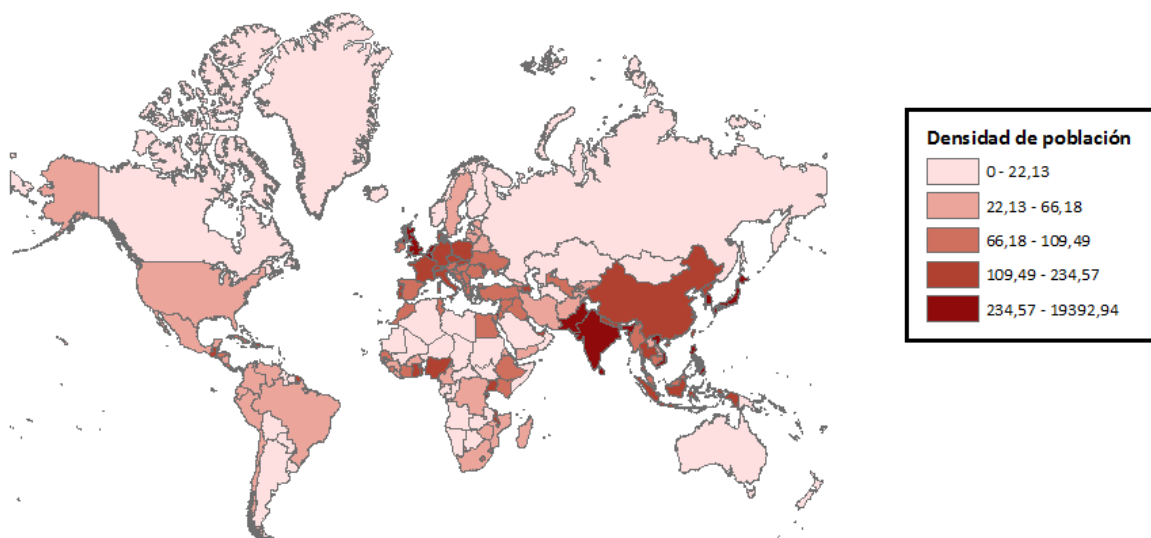 Densidad de población
0 - 22,13
22,13 - 66,18
66,18 - 109,49
109,49 - 234,57
234,57 - 19392,94